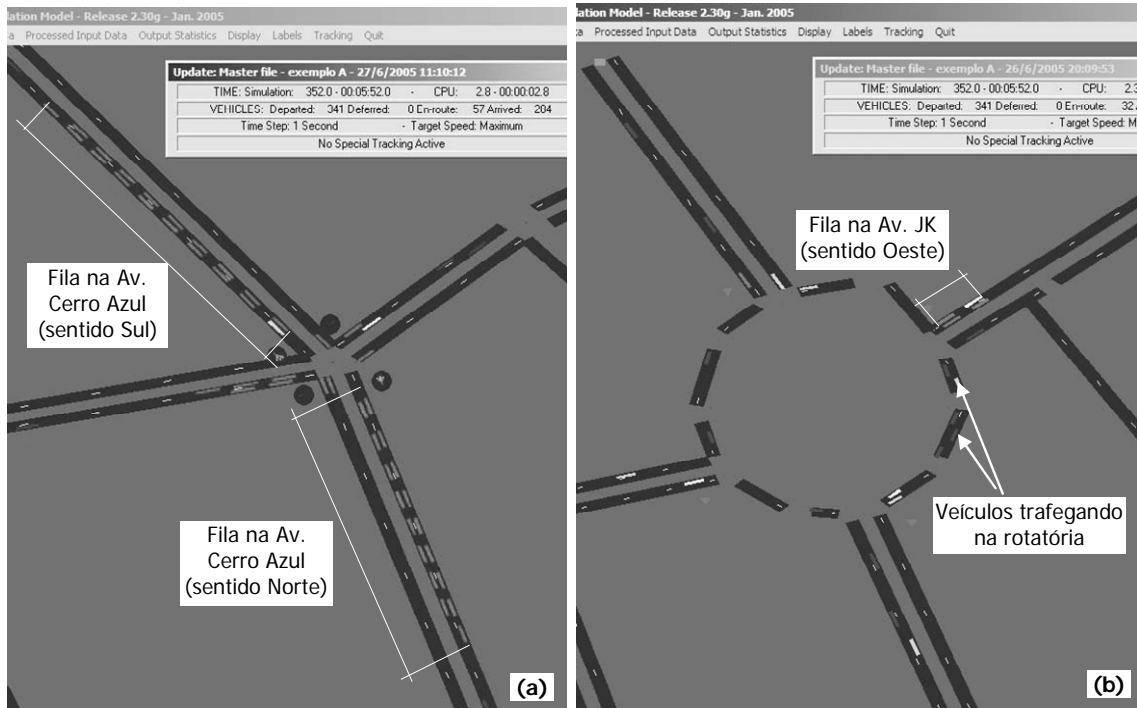 lation Model - Release 2.30g - Jan. 2005
a Processed Input Data Output Statistics Display Labels Tracking Quit
Update: Master file - exemplo A - 27/6/2005 11:10:12
TIME: Simulation: 352.0 - 00:05:52.0 - CPU: 2.8 - 00:00:02.8
VEHICLES: Departed: 341 Deferred: 0 En-route: 57 Arrived: 204
Time Step: 1 Second - Target Speed: Maximum
No Special Tracking Active
Fila na Av.
Cerro Azul
(sentido Sul)
Fila na Av.
Cerro Azul
(sentido Norte)
(a)
lation Model - Release 2.30g - Jan. 2005
ta Processed Input Data Output Statistics Display Labels Tracking Quit
Update: Master file - exemplo A - 26/6/2005 20:09:53
TIME: Simulation: 352.0 - 00:05:52.0 - CPU: 2.3
VEHICLES: Departed: 341 Deferred: 0 En-route: 32
Time Step: 1 Second - Target Speed: M
No Special Tracking Active
Fila na Av. JK
(sentido Oeste)
Veículos trafegando
na rotatória
(b)